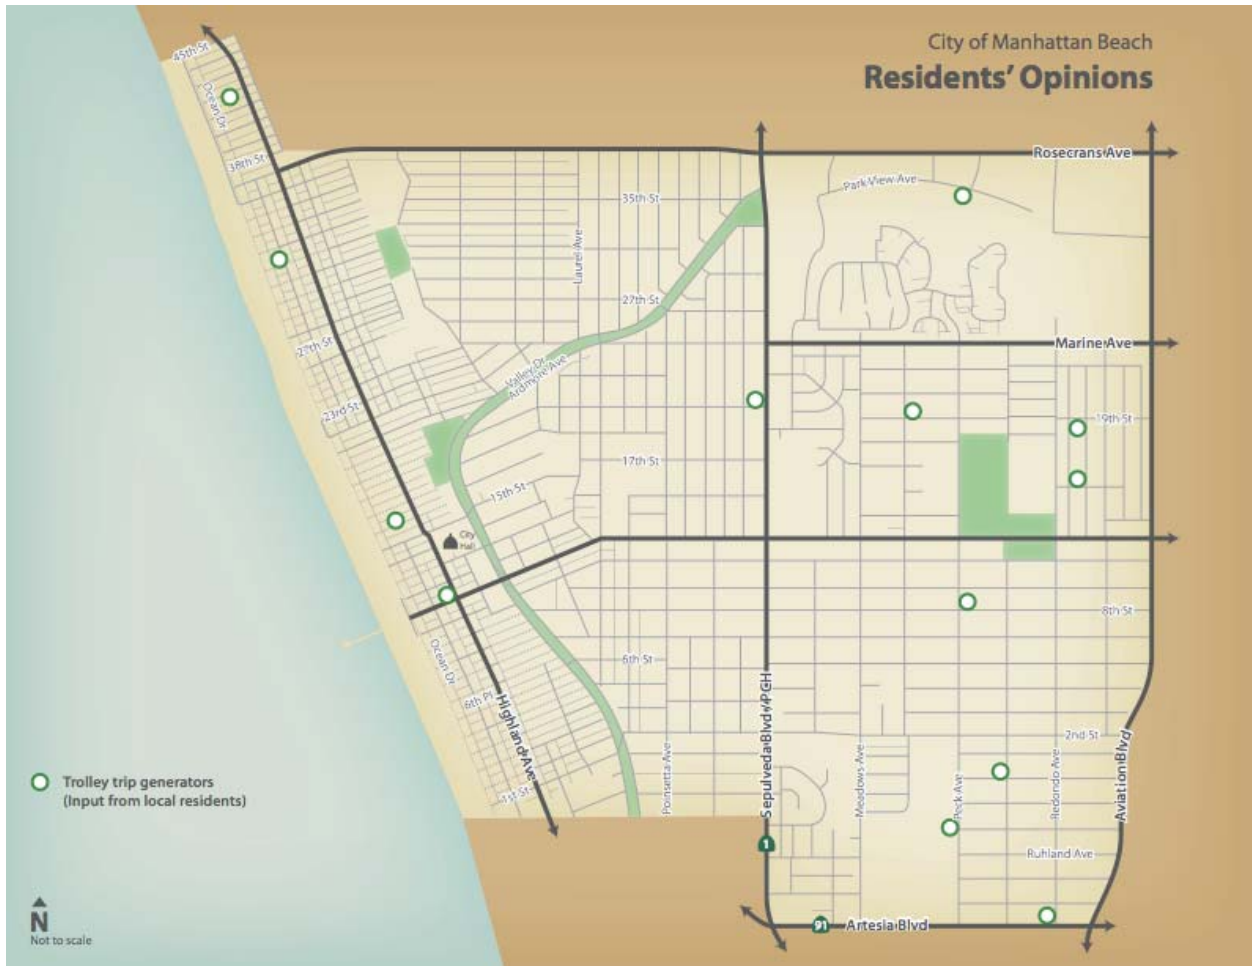 City of Manhattan Beach
Residents' Opinions
45th St
Ocean Dr
38th St
Rosecrans Ave
Park View Ave
35th St
Laurel Ave
27th St
27th St
Marine Ave
Valley Dr
Ardmore Ave
23rd St
19th St
17th St
15th St
City
Hall
8th St
Ocean Dr
6th St
6th Pl
Highland Ave
Sepulveda Blvd / PCH
2nd St
Poinsetta Ave
Meadows Ave
Peck Ave
Redondo Ave
Aviation Blvd
1st St
Trolley trip generators
(Input from local residents)
1
Ruhland Ave
91
Artesia Blvd
N
Not to scale